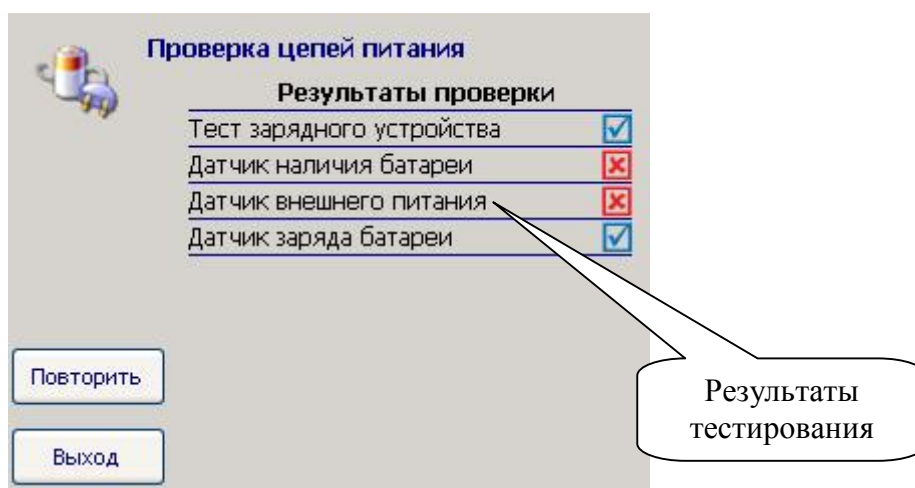 Проверка цепей питания
Результаты проверки
Тест зарядного устройства
Датчик наличия батареи
Датчик внешнего питания
Датчик заряда батареи
Повторить
Выход
Результаты
тестирования